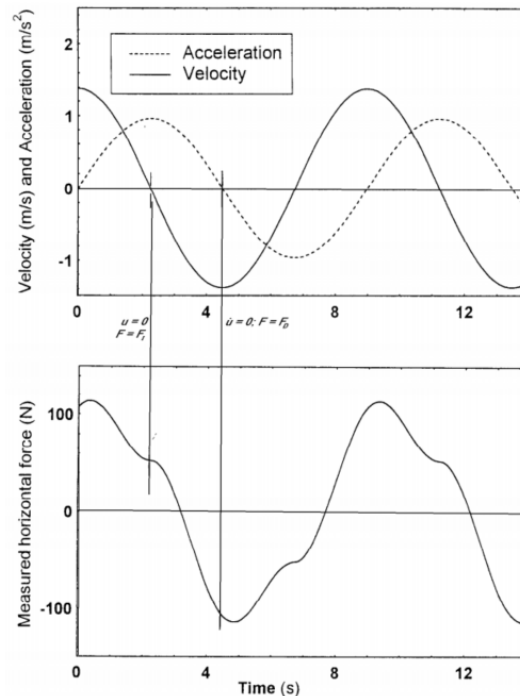 Velocity (m/s) and Acceleration (m/s²)
2
1
0
-1
Acceleration
Velocity
0
4
8
12
u = 0
F = F_I
u̇ = 0; F = F_D
Measured horizontal force (N)
100
0
-100
0
4
8
12
Time (s)